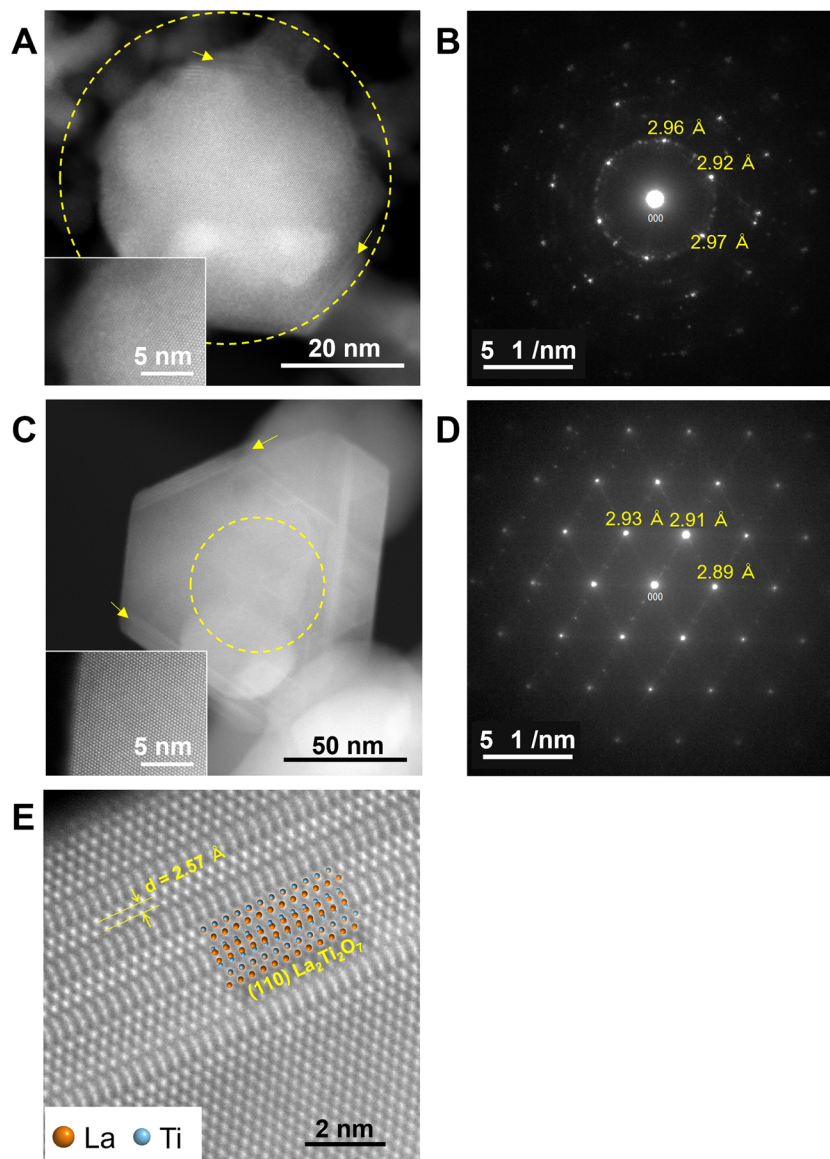 A
5 nm
20 nm
B
2.96 Å
2.92 Å
000
2.97 Å
5 1 /nm
C
5 nm
50 nm
D
2.93 Å 2.91 Å
2.89 Å
000
5 1 /nm
E
d = 2.57 Å
(110) La₂Ti₂O₇
La Ti
2 nm